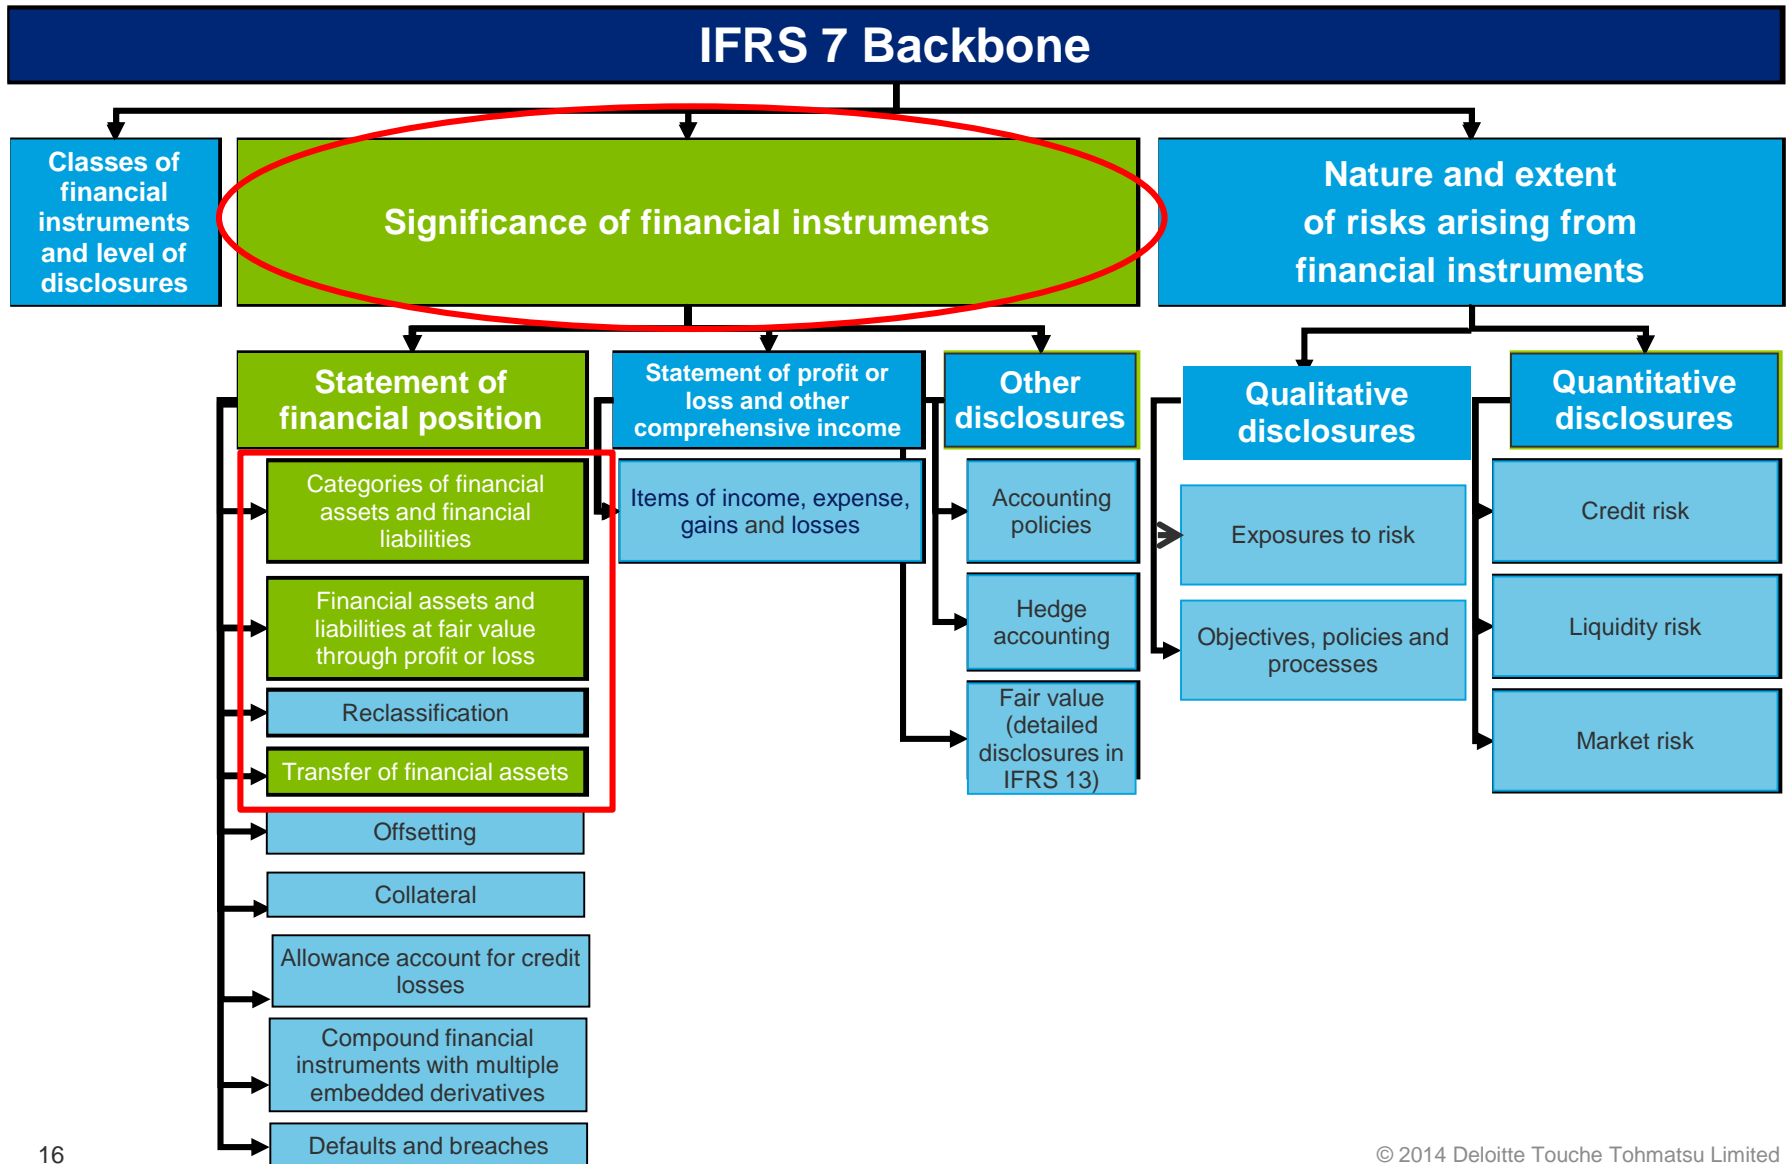 IFRS 7 Backbone
Classes of
financial
instruments
and level of
disclosures
Significance of financial instruments
Nature and extent
of risks arising from
financial instruments
Statement of
financial position
Statement of profit or
loss and other
comprehensive income
Other
disclosures
Qualitative
disclosures
Quantitative
disclosures
Categories of financial
assets and financial
liabilities
Financial assets and
liabilities at fair value
through profit or loss
Reclassification
Transfer of financial assets
Offsetting
Collateral
Allowance account for credit
losses
Compound financial
instruments with multiple
embedded derivatives
Defaults and breaches
Items of income, expense,
gains and losses
Accounting
policies
Hedge
accounting
Fair value
(detailed
disclosures in
IFRS 13)
Exposures to risk
Objectives, policies and
processes
Credit risk
Liquidity risk
Market risk
16
© 2014 Deloitte Touche Tohmatsu Limited